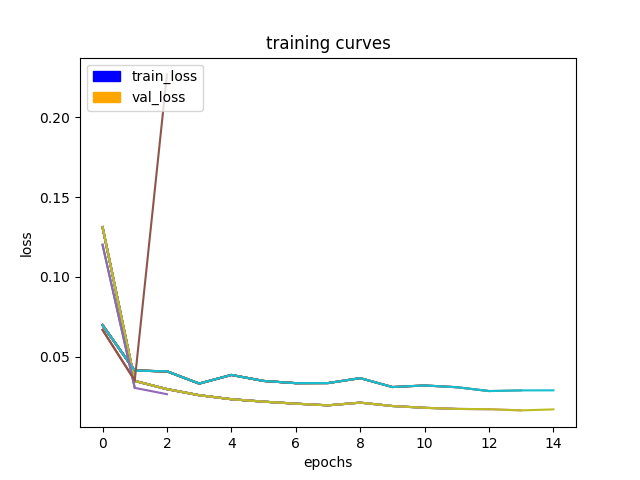 training curves
train_loss
val_loss
0.20
0.15
0.10
0.05
loss
0 2 4 6 8 10 12 14
epochs